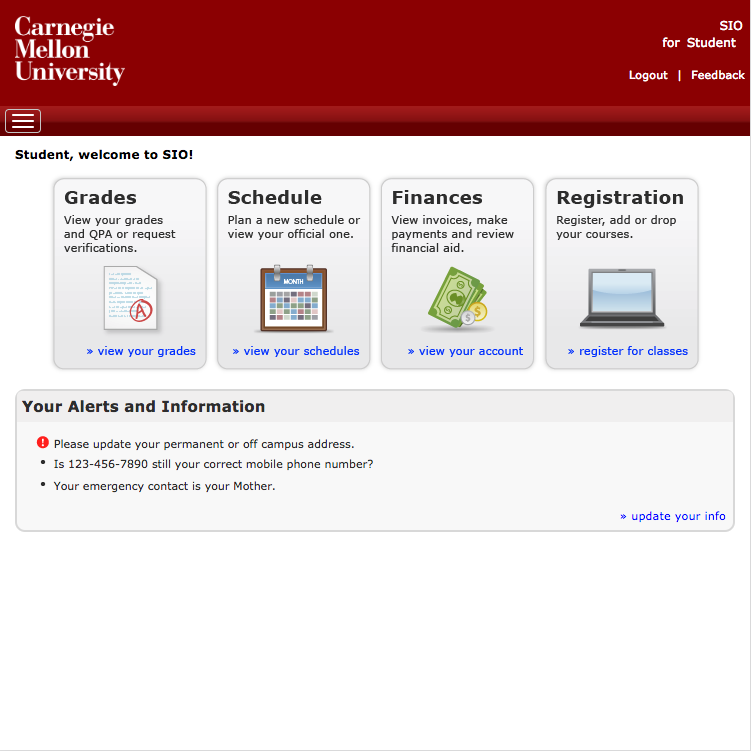 Carnegie
Mellon
University
SIO
for Student
Logout | Feedback
Student, welcome to SIO!
Grades
View your grades
and QPA or request
verifications.
A
» view your grades
Schedule
Plan a new schedule or
view your official one.
MONTH
» view your schedules
Finances
View invoices, make
payments and review
financial aid.
» view your account
Registration
Register, add or drop
your courses.
» register for classes
Your Alerts and Information
Please update your permanent or off campus address.
• Is 123-456-7890 still your correct mobile phone number?
• Your emergency contact is your Mother.
» update your info